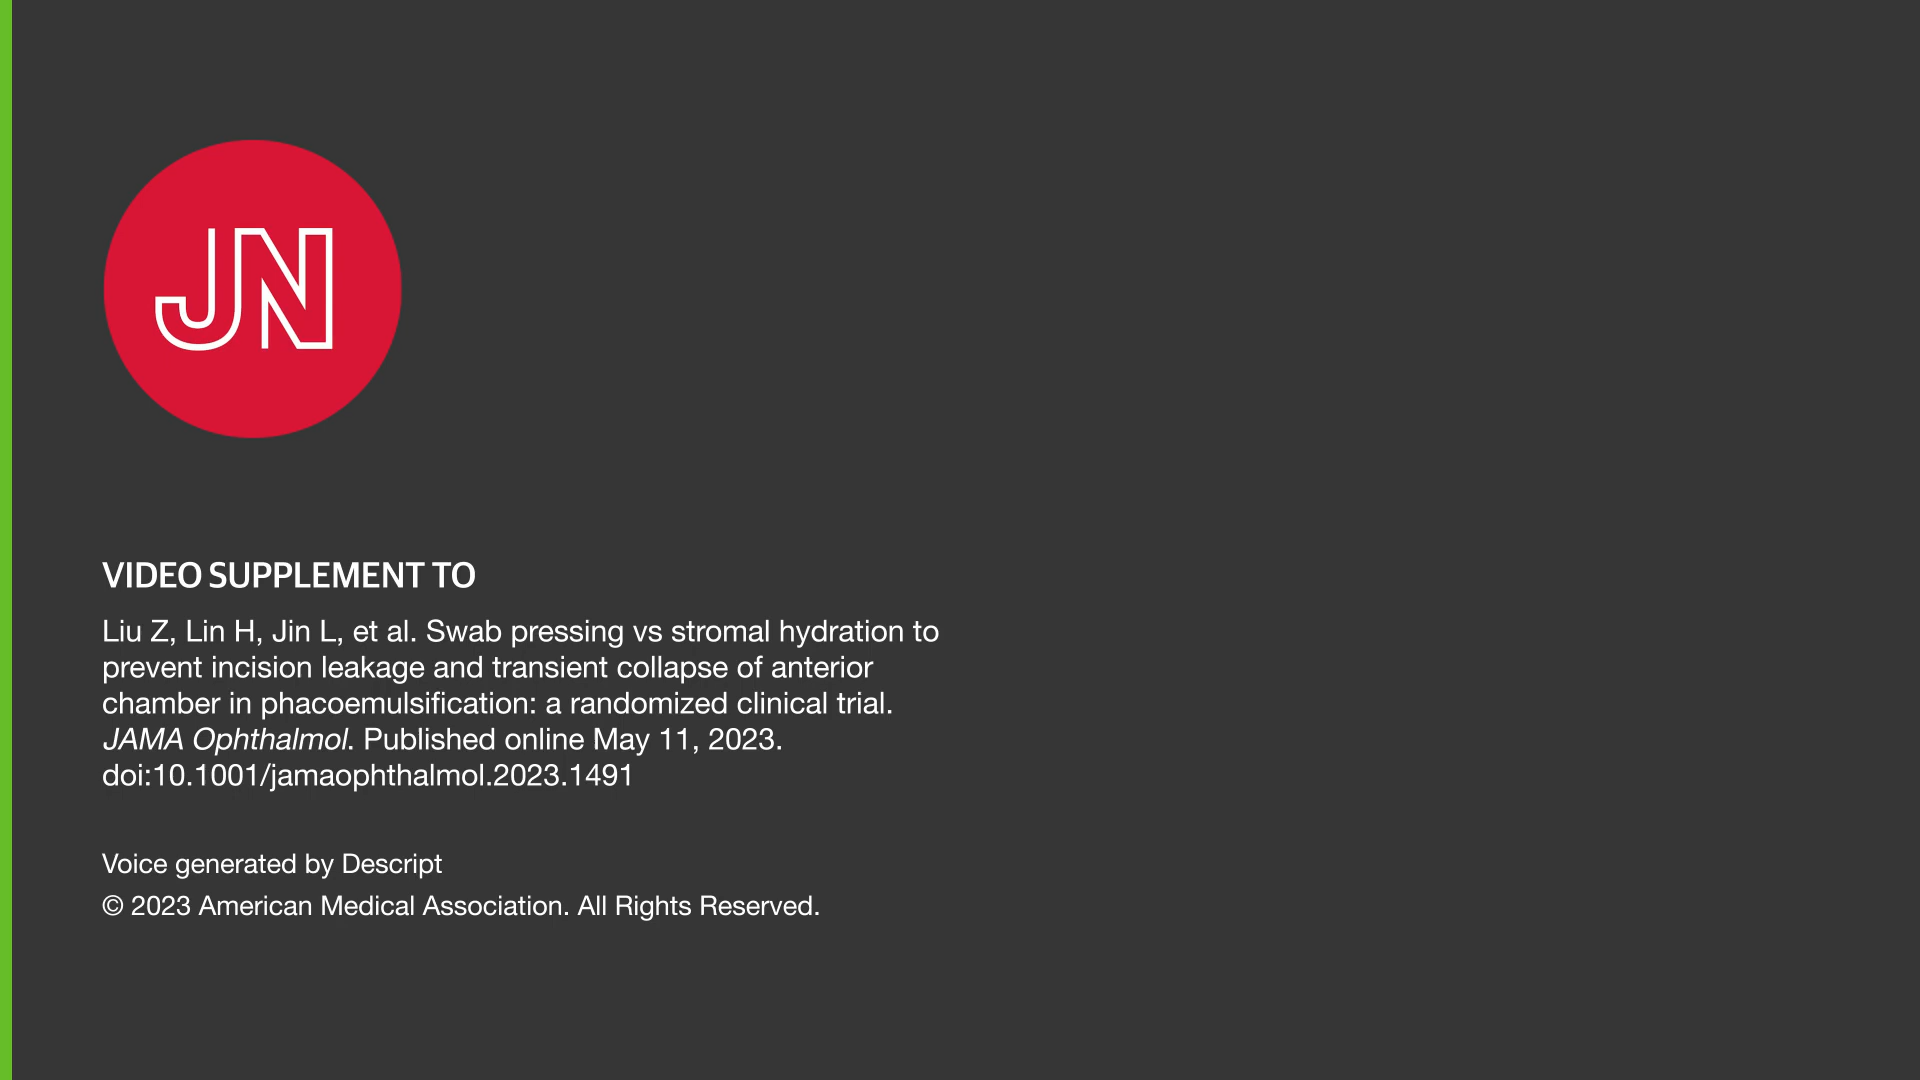 JN
VIDEO SUPPLEMENT TO
Liu Z, Lin H, Jin L, et al. Swab pressing vs stromal hydration to
prevent incision leakage and transient collapse of anterior
chamber in phacoemulsification: a randomized clinical trial.
JAMA Ophthalmol. Published online May 11, 2023.
doi:10.1001/jamaophthalmol.2023.1491
Voice generated by Descript
© 2023 American Medical Association. All Rights Reserved.